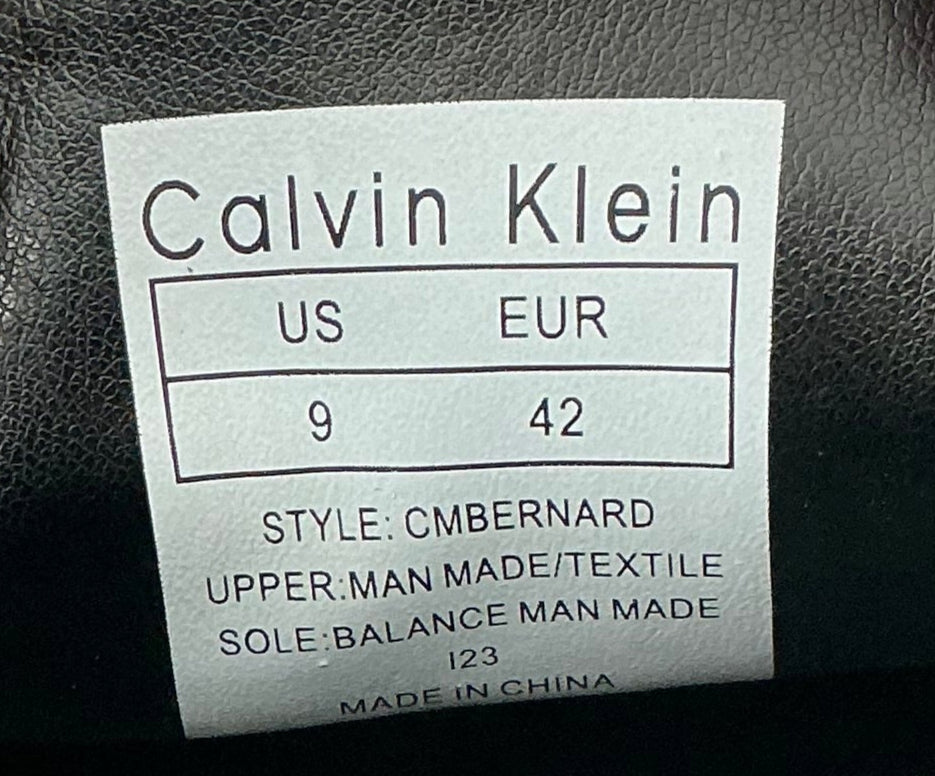 Calvin Klein
US EUR
9 42
STYLE: CMBERNARD
UPPER:MAN MADE/TEXTILE
SOLE:BALANCE MAN MADE
I23
MADE IN CHINA